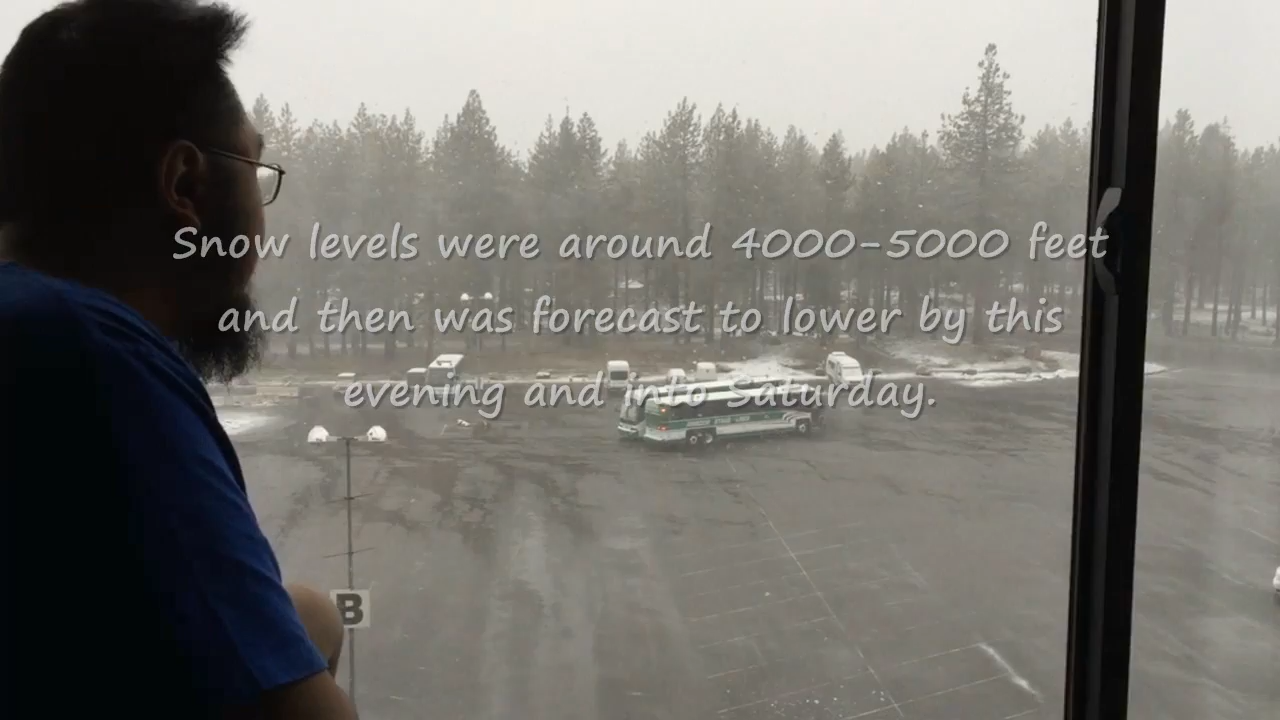 Snow levels were around 4000-5000 feet
and then was forecast to lower by this
evening and into Saturday.
B